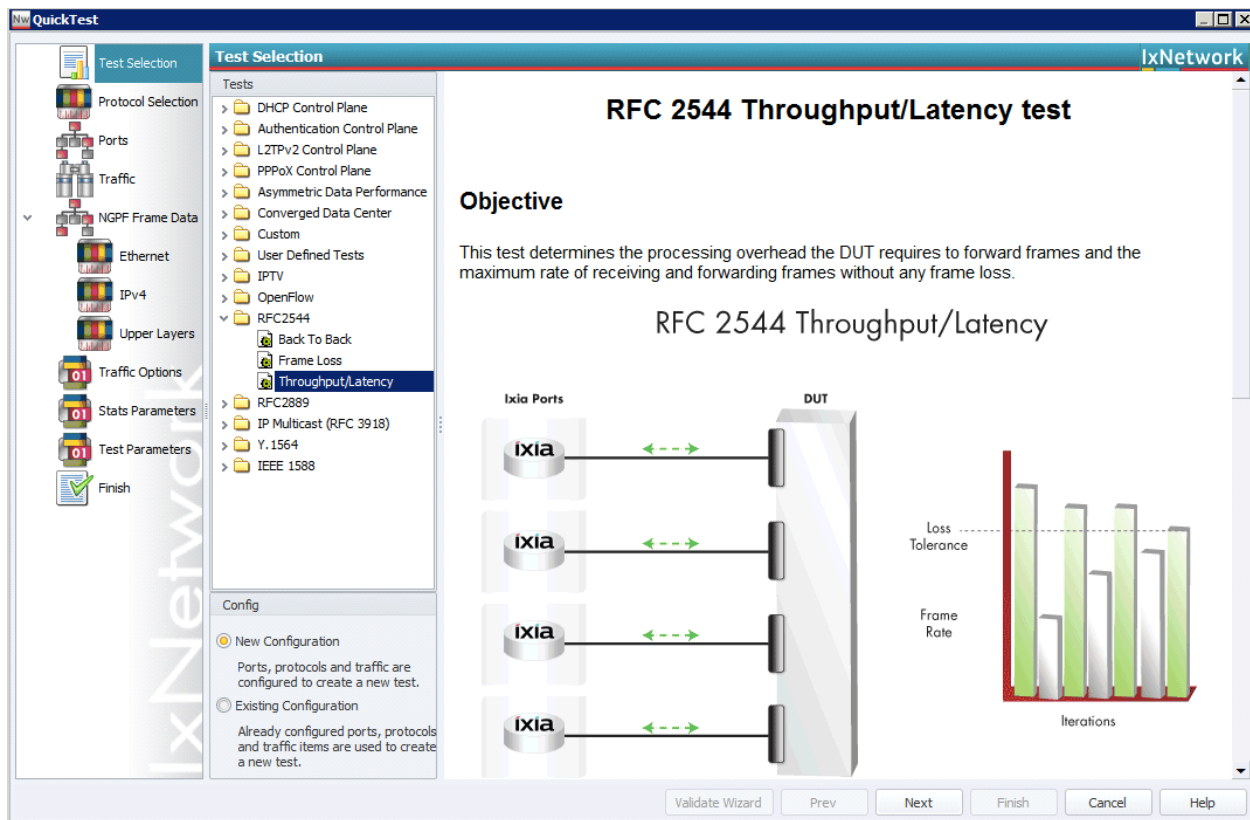 Nw QuickTest
Test Selection
Protocol Selection
Ports
Traffic
NGPF Frame Data
Ethernet
IPv4
Upper Layers
Traffic Options
Stats Parameters
Test Parameters
Finish
IxNetwork
Test Selection
IxNetwork
Tests
DHCP Control Plane
Authentication Control Plane
L2TPv2 Control Plane
PPPoX Control Plane
Asymmetric Data Performance
Converged Data Center
Custom
User Defined Tests
IPTV
OpenFlow
RFC2544
Back To Back
Frame Loss
Throughput/Latency
RFC2889
IP Multicast (RFC 3918)
Y.1564
IEEE 1588
Config
New Configuration
Ports, protocols and traffic are
configured to create a new test.
Existing Configuration
Already configured ports, protocols
and traffic items are used to create
a new test.
RFC 2544 Throughput/Latency test
Objective
This test determines the processing overhead the DUT requires to forward frames and the
maximum rate of receiving and forwarding frames without any frame loss.
RFC 2544 Throughput/Latency
Ixia Ports
DUT
ixia
ixia
ixia
ixia
Loss
Tolerance
Frame
Rate
Iterations
Validate Wizard
Prev
Next
Finish
Cancel
Help
01
01
01